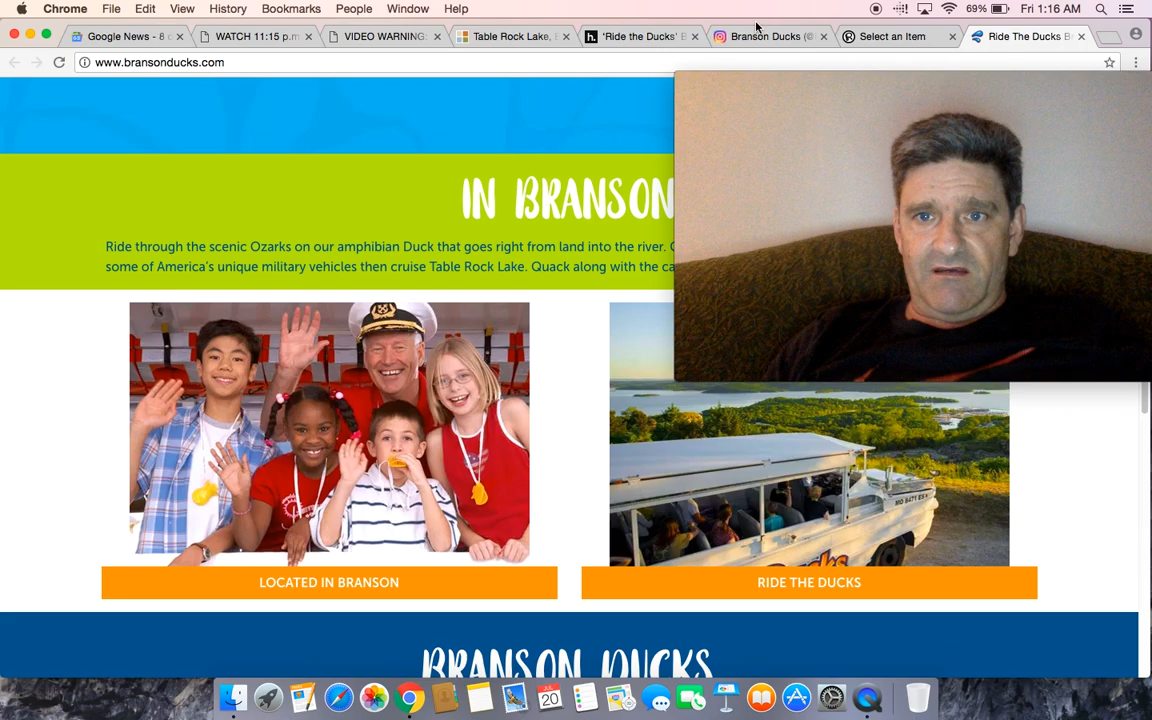 Chrome File Edit View History Bookmarks People Window Help 69% Fri 1:16 AM
Google News - 8 WATCH 11:15 p.m VIDEO WARNING: Table Rock Lake, 'Ride the Ducks' Branson Ducks (@ Select an Item Ride The Ducks B
www.bransonducks.com
IN BRANSON
Ride through the scenic Ozarks on our amphibian Duck that goes right from land into the river.
some of America's unique military vehicles then cruise Table Rock Lake. Quack along with the ca
LOCATED IN BRANSON
RIDE THE DUCKS
BRANSON DUCKS
JUL
20